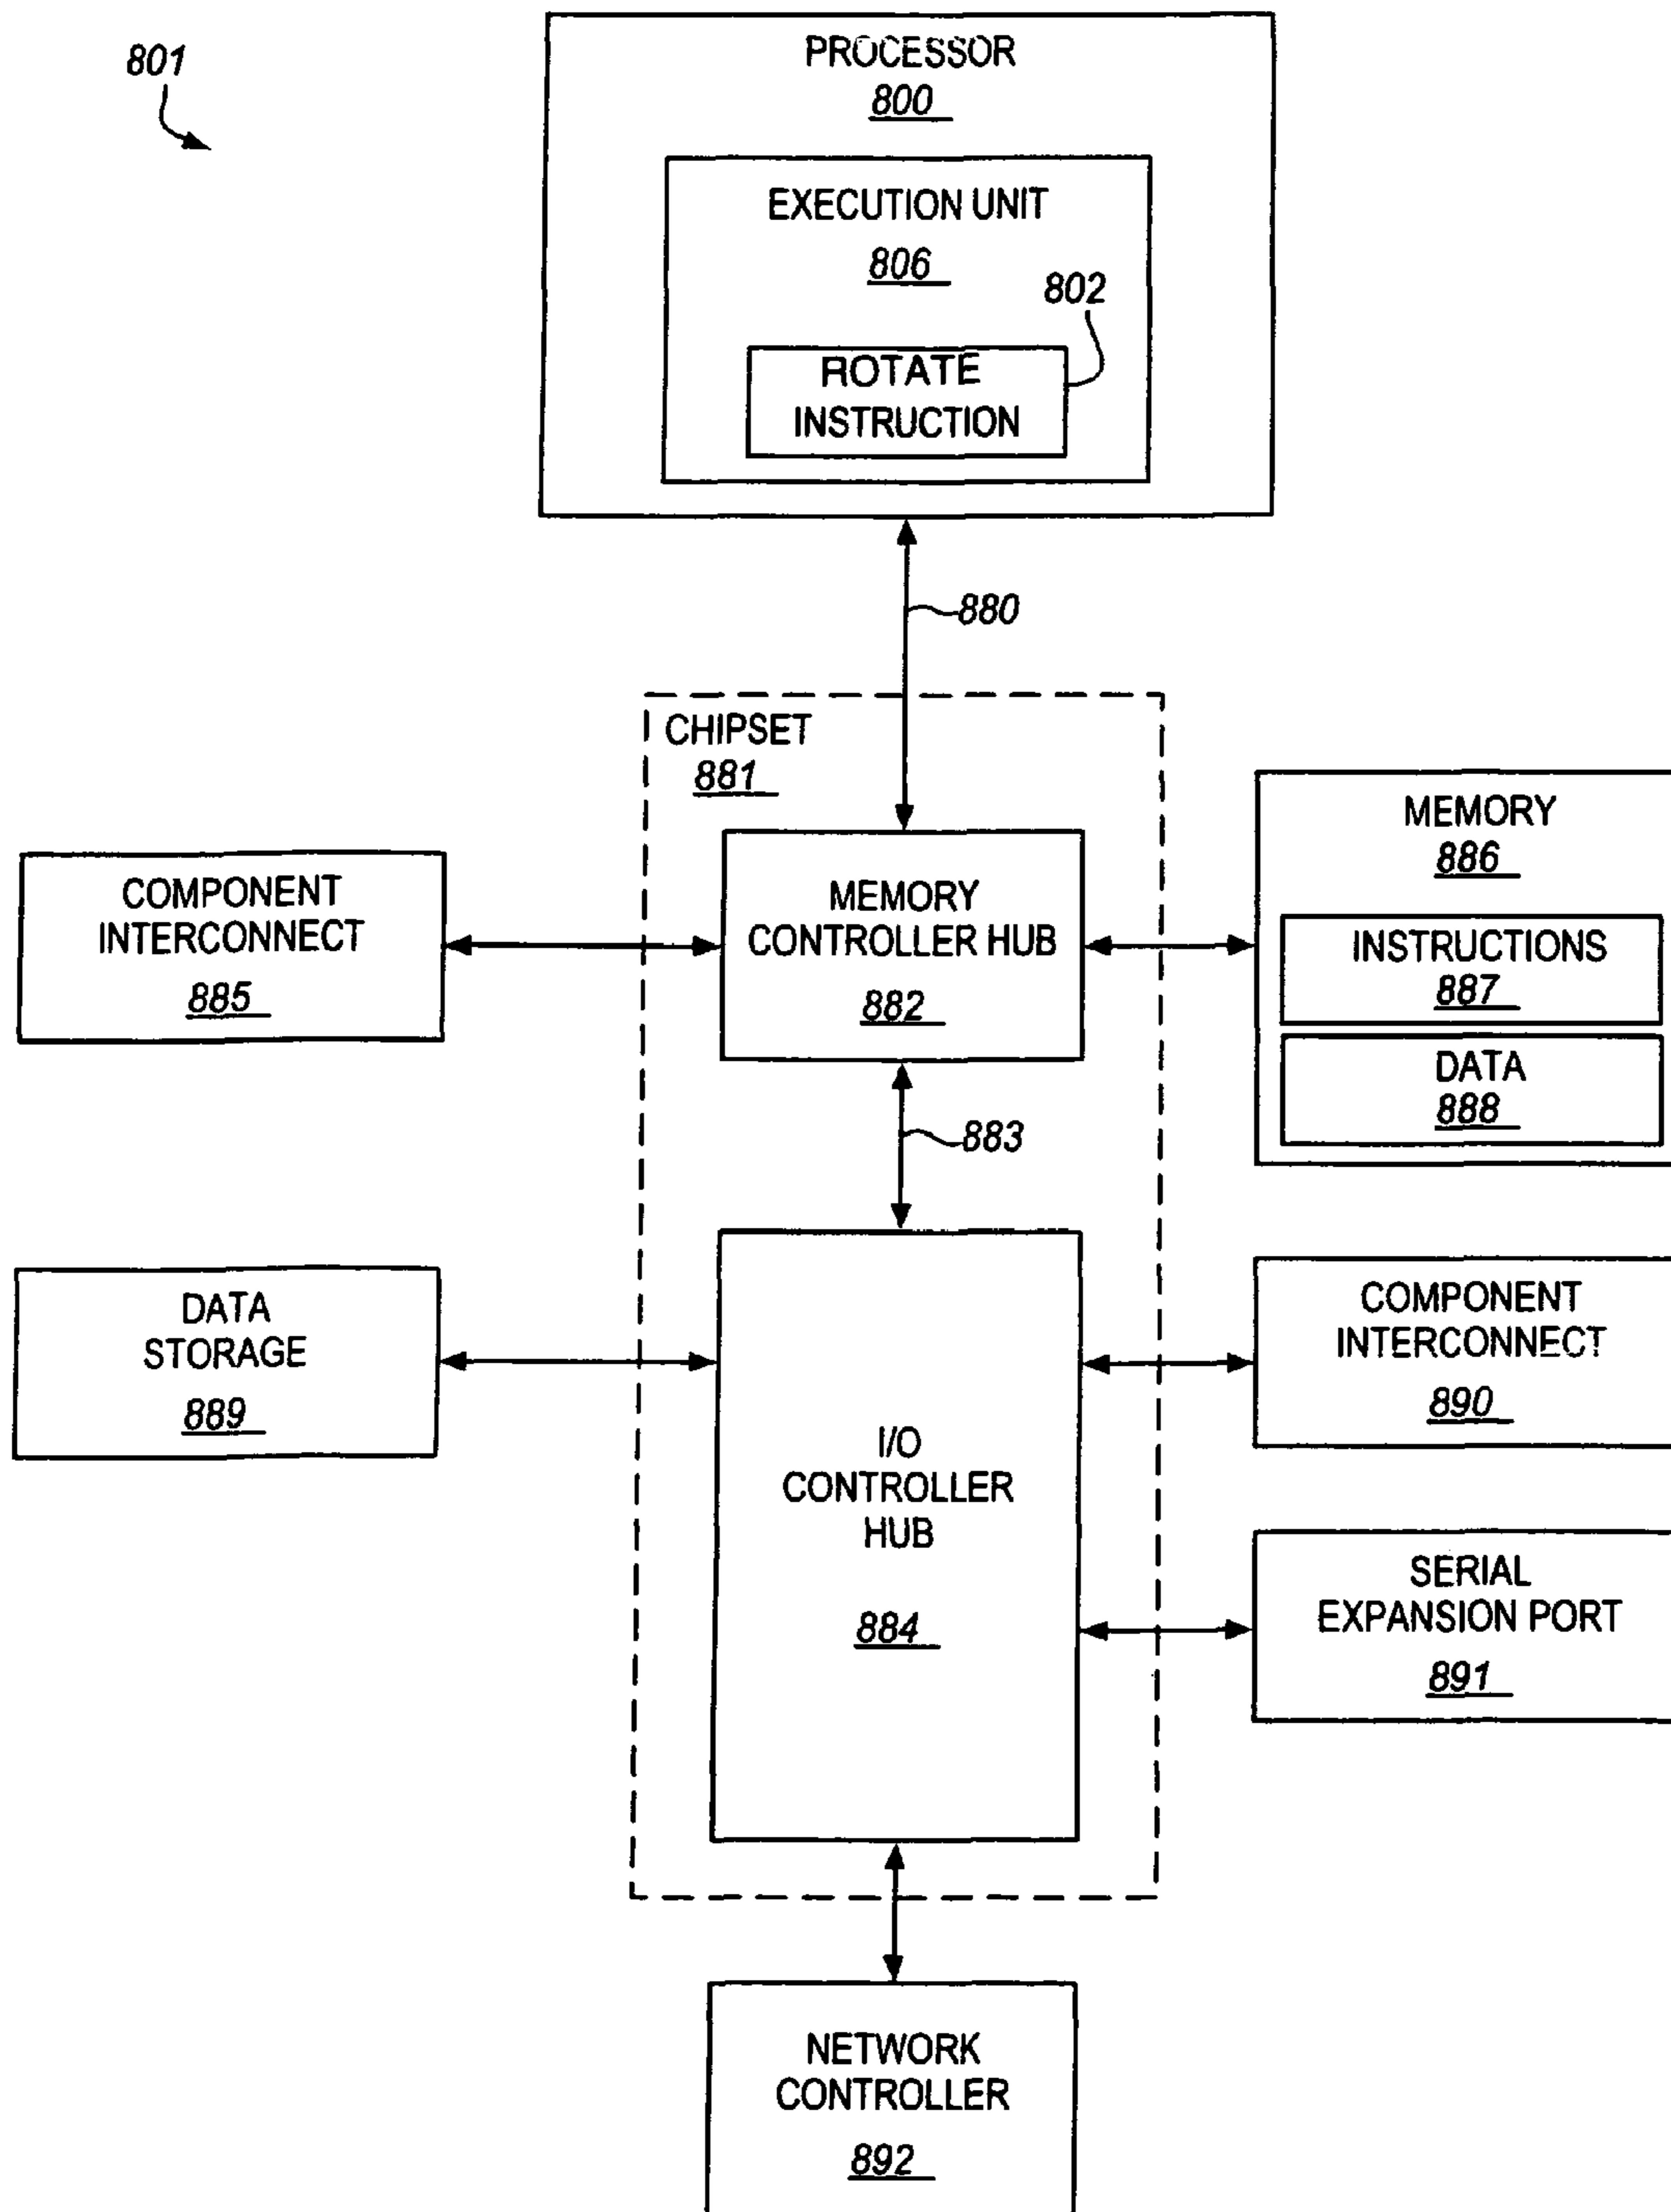 801
PROCESSOR
800
EXECUTION UNIT
806
802
ROTATE
INSTRUCTION
880
CHIPSET
881
MEMORY
CONTROLLER HUB
882
COMPONENT
INTERCONNECT
885
MEMORY
886
INSTRUCTIONS
887
DATA
888
883
DATA
STORAGE
889
I/O
CONTROLLER
HUB
884
COMPONENT
INTERCONNECT
890
SERIAL
EXPANSION PORT
891
NETWORK
CONTROLLER
892